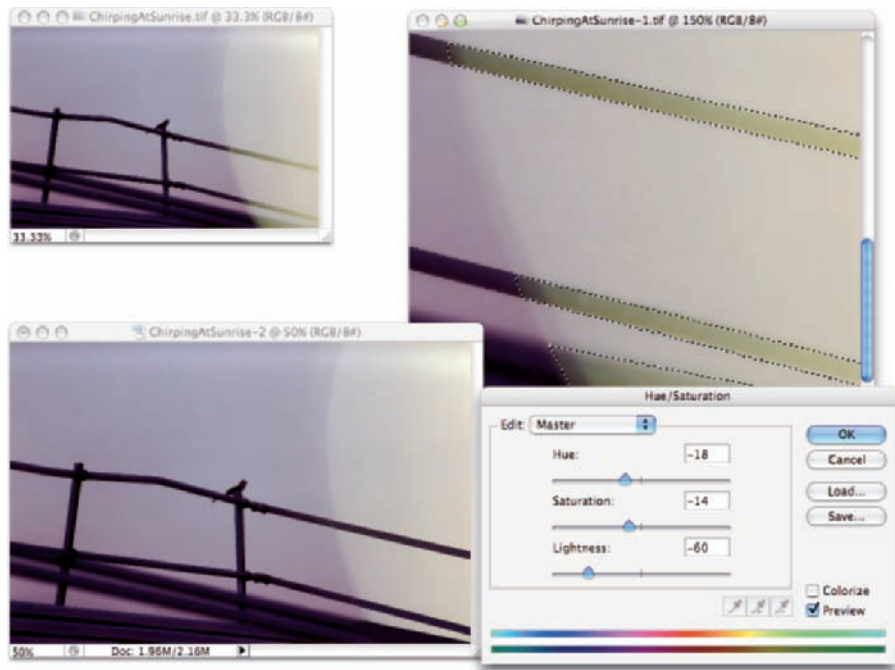 ChirpingAtSunrise.tif @ 33.3% (RGB/8#)
33.33%
ChirpingAtSunrise-1.tif @ 150% (RGB/8#)
ChirpingAtSunrise-2 @ 50% (RGB/8#)
50%
Doc: 1.96M/2.16M
Hue/Saturation
Edit: Master
Hue: -18
Saturation: -14
Lightness: -60
OK
Cancel
Load...
Save...
Colorize
Preview